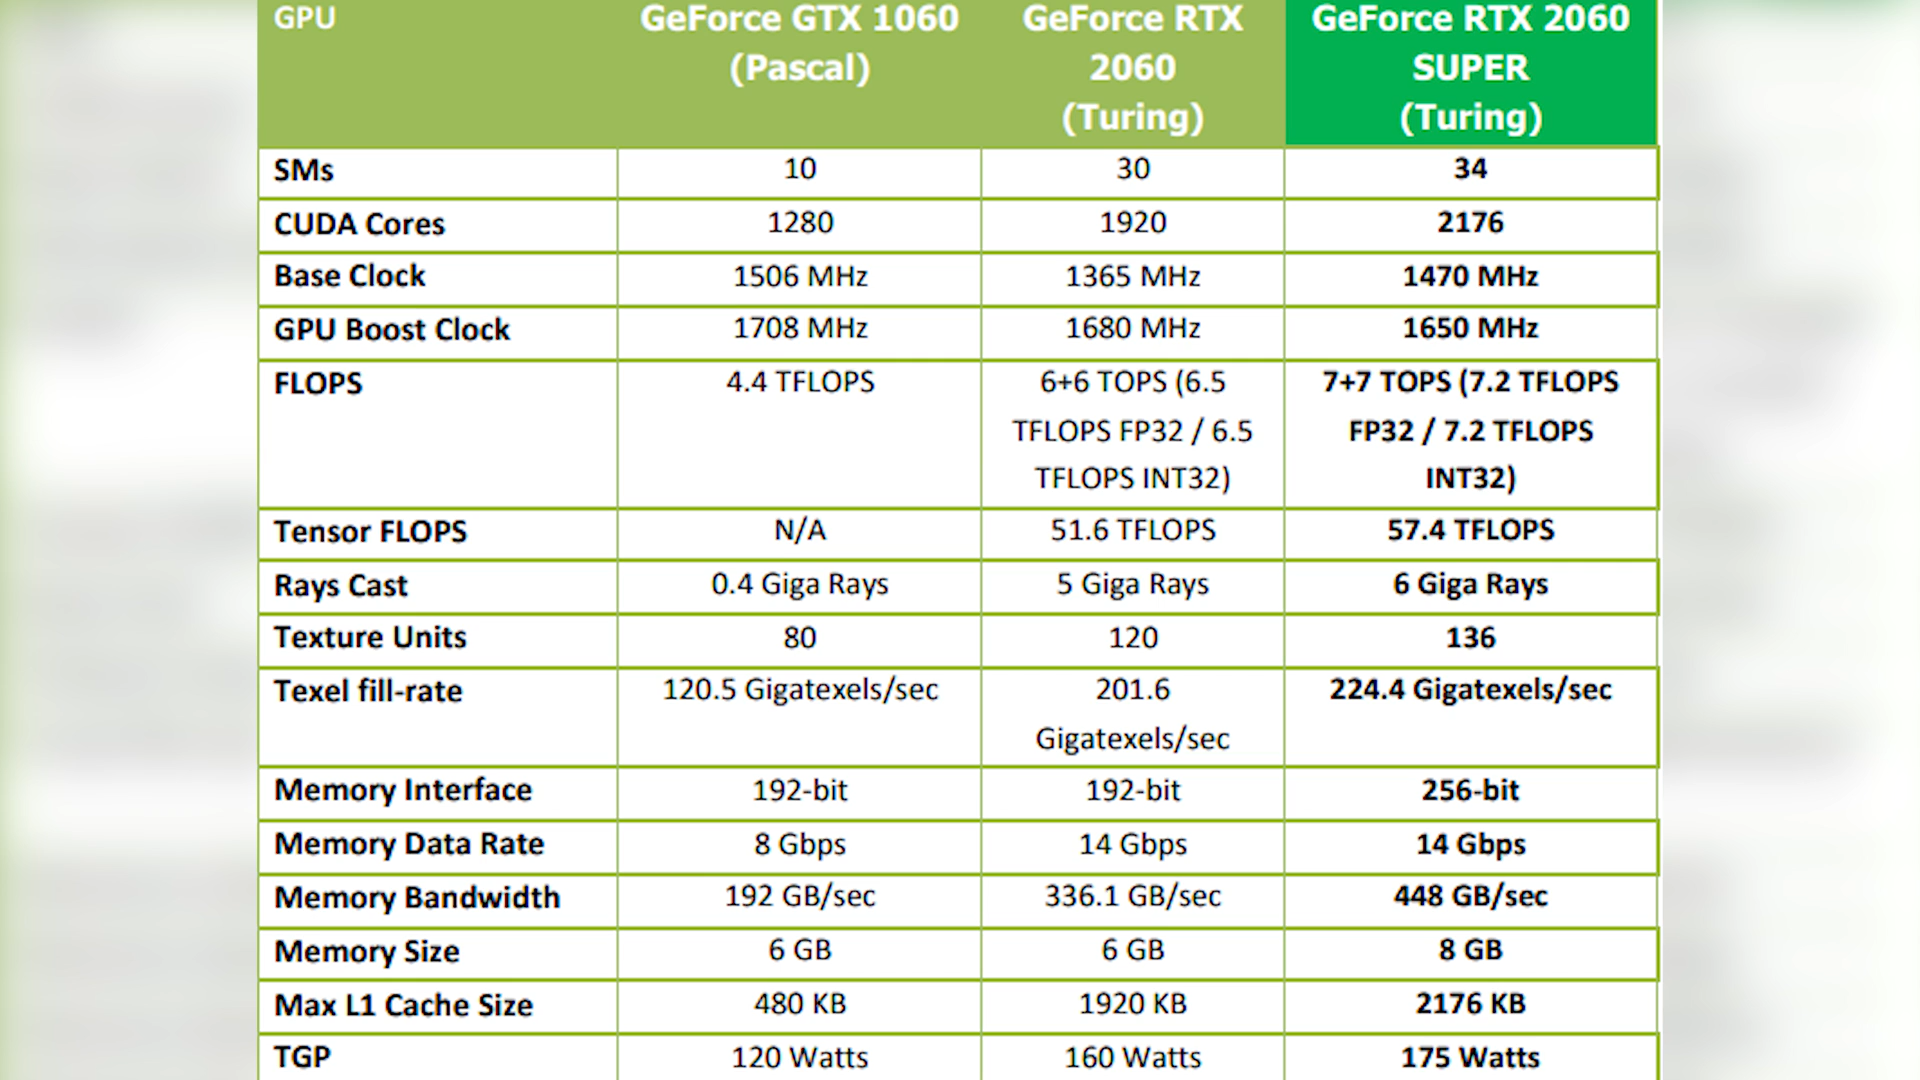 GPU GeForce GTX 1060 GeForce RTX GeForce RTX 2060
(Pascal) 2060 SUPER
(Turing) (Turing)
SMs 10 30 34
CUDA Cores 1280 1920 2176
Base Clock 1506 MHz 1365 MHz 1470 MHz
GPU Boost Clock 1708 MHz 1680 MHz 1650 MHz
FLOPS 4.4 TFLOPS 6+6 TOPS (6.5 7+7 TOPS (7.2 TFLOPS
TFLOPS FP32 / 6.5 FP32 / 7.2 TFLOPS
TFLOPS INT32) INT32)
Tensor FLOPS N/A 51.6 TFLOPS 57.4 TFLOPS
Rays Cast 0.4 Giga Rays 5 Giga Rays 6 Giga Rays
Texture Units 80 120 136
Texel fill-rate 120.5 Gigatexels/sec 201.6 224.4 Gigatexels/sec
Gigatexels/sec
Memory Interface 192-bit 192-bit 256-bit
Memory Data Rate 8 Gbps 14 Gbps 14 Gbps
Memory Bandwidth 192 GB/sec 336.1 GB/sec 448 GB/sec
Memory Size 6 GB 6 GB 8 GB
Max L1 Cache Size 480 KB 1920 KB 2176 KB
TGP 120 Watts 160 Watts 175 Watts